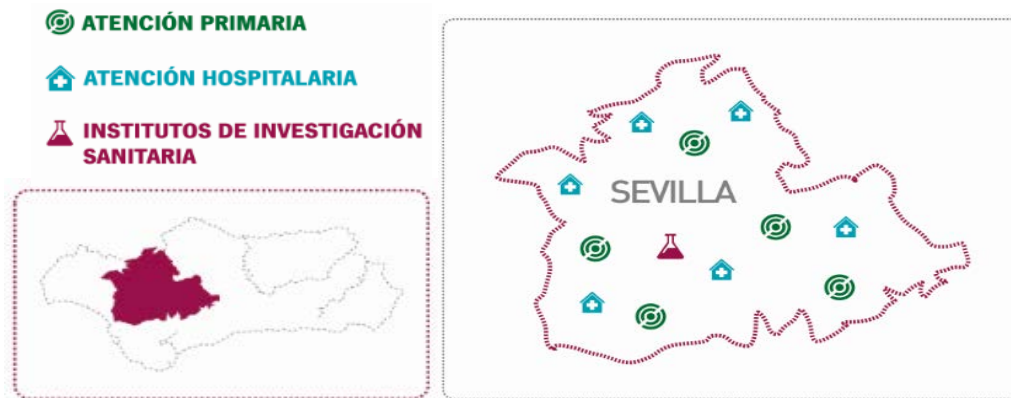 ATENCIÓN PRIMARIA
ATENCIÓN HOSPITALARIA
INSTITUTOS DE INVESTIGACIÓN
SANITARIA
SEVILLA